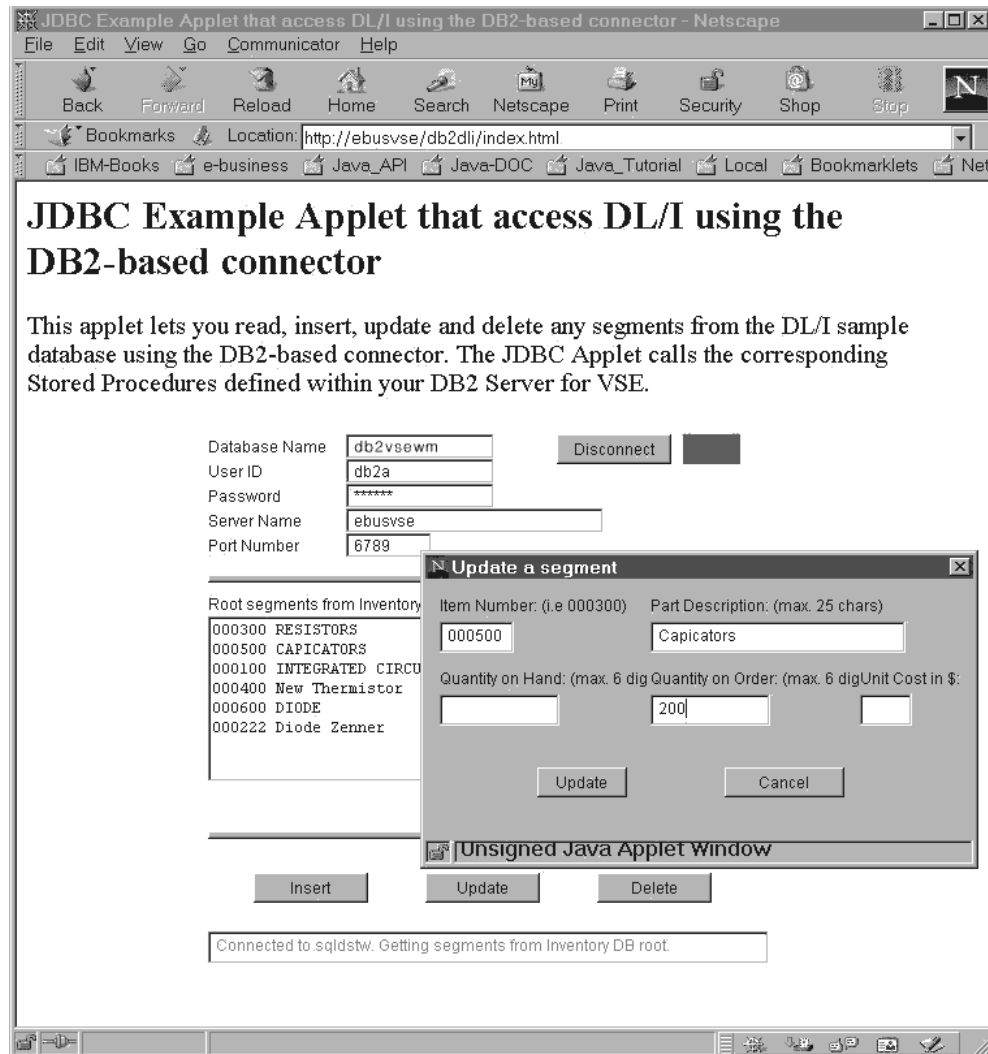 JDBC Example Applet that access DL/I using the DB2-based connector - Netscape
File Edit View Go Communicator Help
Back Forward Reload Home Search Netscape Print Security Shop Stop
My
N
Bookmarks Location: http://ebusvse/db2dli/index.html
IBM-Books e-business Java_API Java-DOC Java_Tutorial Local Bookmarklets Net
JDBC Example Applet that access DL/I using the
DB2-based connector
This applet lets you read, insert, update and delete any segments from the DL/I sample
database using the DB2-based connector. The JDBC Applet calls the corresponding
Stored Procedures defined within your DB2 Server for VSE.
Database Name db2vsewm Disconnect
User ID db2a
Password ******
Server Name ebusvse
Port Number 6789
Root segments from Inventory
000300 RESISTORS
000500 CAPICATORS
000100 INTEGRATED CIRCU
000400 New Thermistor
000600 DIODE
000222 Diode Zenner
N Update a segment
Item Number: (i.e 000300) Part Description: (max. 25 chars)
000500 Capicators
Quantity on Hand: (max. 6 dig Quantity on Order: (max. 6 dig Unit Cost in $:
200
Update Cancel
Unsigned Java Applet Window
Insert Update Delete
Connected to sqldstw. Getting segments from Inventory DB root.